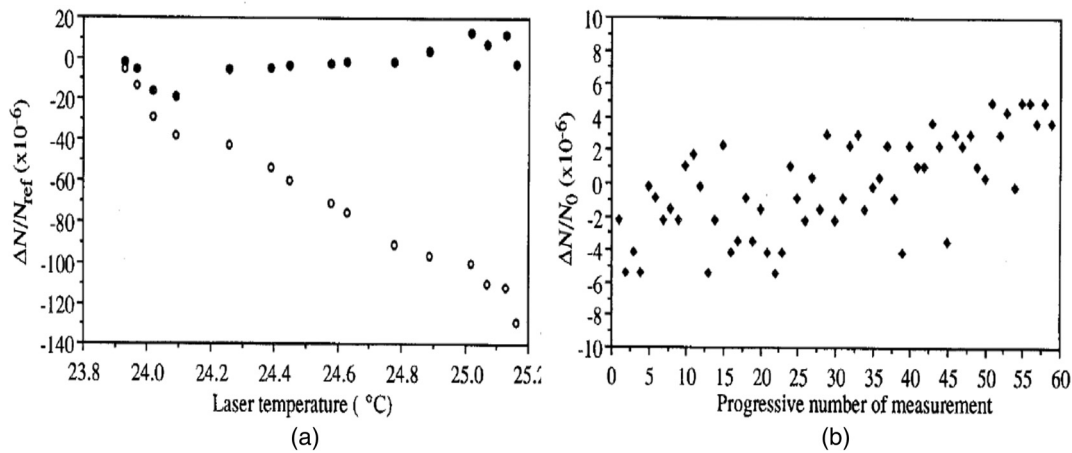 20
0
-20
-40
-60
-80
-100
-120
-140
ΔN/N_ref (x10^-6)
23.8 24.0 24.2 24.4 24.6 24.8 25.0 25.2
Laser temperature ( °C)
(a)
10
8
6
4
2
0
-2
-4
-6
-8
-10
ΔN/N_0 (x10^-6)
0 5 10 15 20 25 30 35 40 45 50 55 60
Progressive number of measurement
(b)